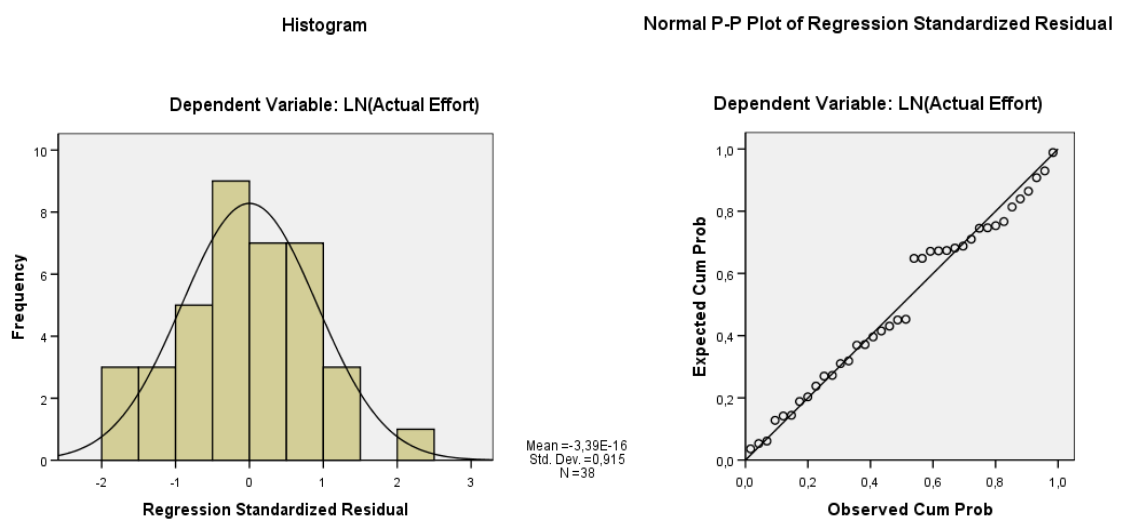 Histogram
Dependent Variable: LN(Actual Effort)
Frequency
10
8
6
4
2
0
-2 -1 0 1 2 3
Regression Standardized Residual
Mean =-3,39E-16
Std. Dev. =0,915
N =38
Normal P-P Plot of Regression Standardized Residual
Dependent Variable: LN(Actual Effort)
Expected Cum Prob
1,0
0,8
0,6
0,4
0,2
0,0
0,0 0,2 0,4 0,6 0,8 1,0
Observed Cum Prob